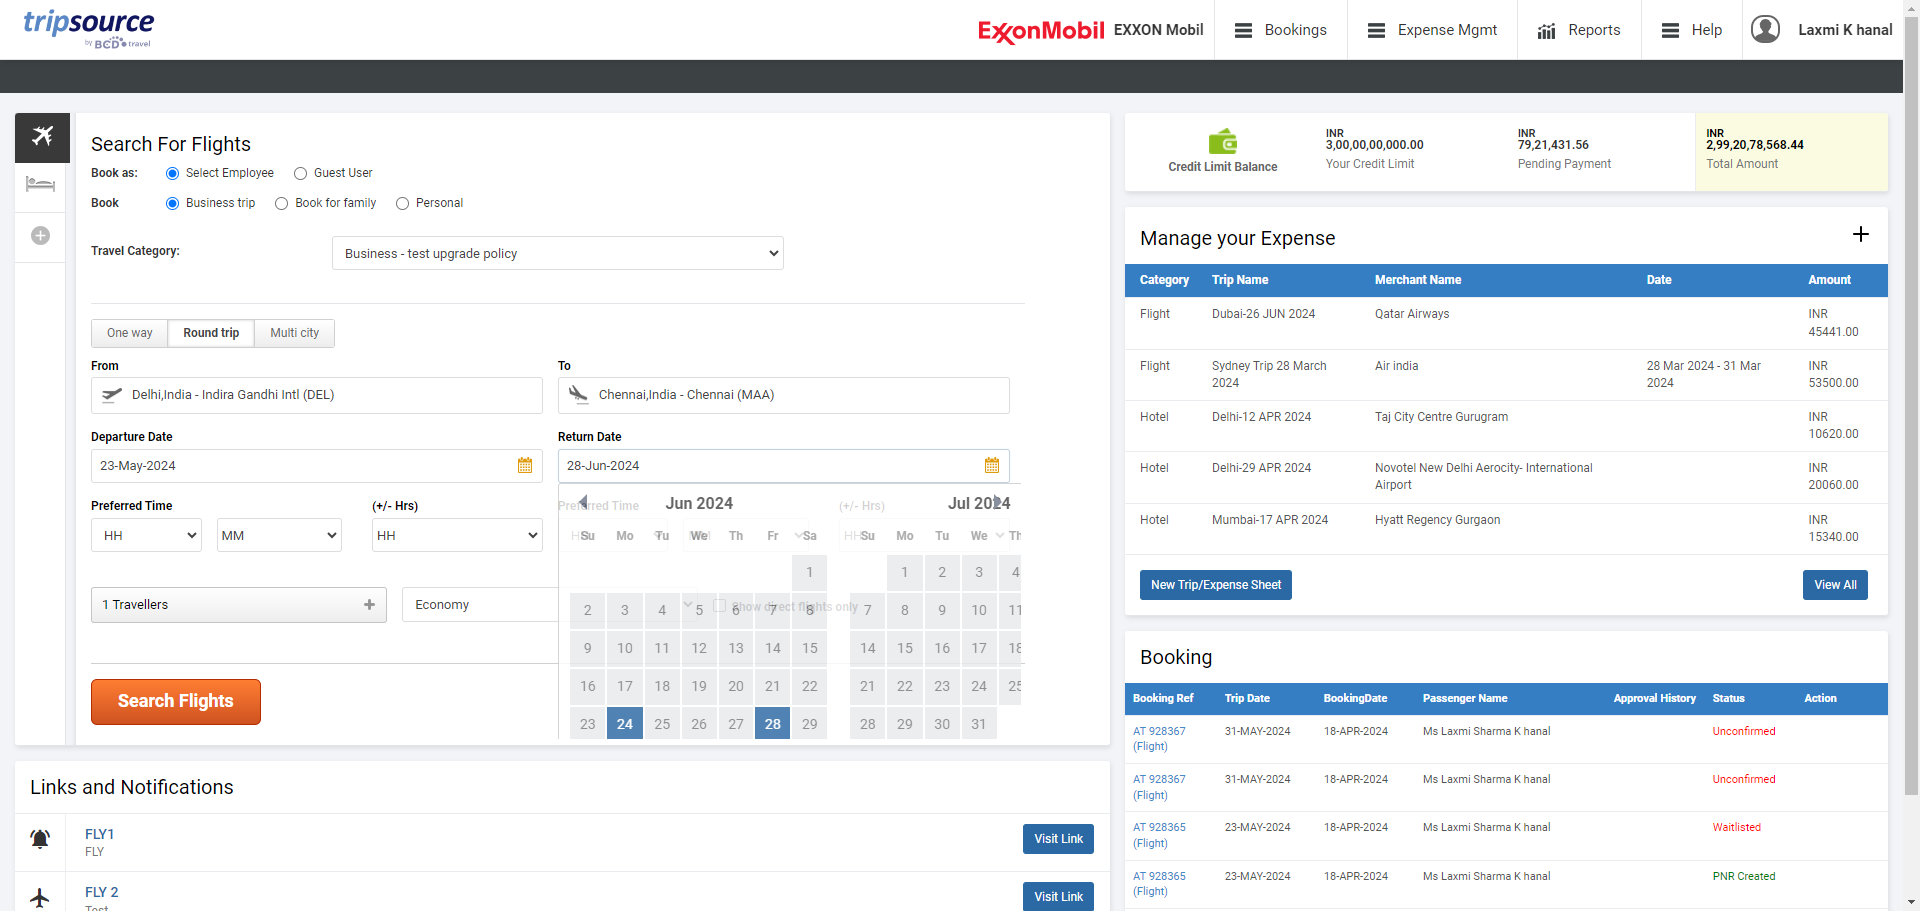 tripsource
by BCD travel
ExxonMobil EXXON Mobil
Bookings
Expense Mgmt
Reports
Help
Laxmi K hanal
Search For Flights
Book as: Select Employee Guest User
Book Business trip Book for family Personal
Travel Category: Business - test upgrade policy
One way Round trip Multi city
From To
Delhi,India - Indira Gandhi Intl (DEL) Chennai,India - Chennai (MAA)
Departure Date Return Date
23-May-2024 28-Jun-2024
Preferred Time (+/- Hrs) Preferred Time (+/- Hrs)
HH MM HH
Jun 2024 Jul 2024
Su Mo Tu We Th Fr Sa Su Mo Tu We Th
1 1 2 3 4
2 3 4 5 6 7 8 7 8 9 10 11
9 10 11 12 13 14 15 14 15 16 17 18
16 17 18 19 20 21 22 21 22 23 24 25
23 24 25 26 27 28 29 28 29 30 31
1 Travellers Economy Show direct flights only
Search Flights
Links and Notifications
FLY1
FLY
Visit Link
FLY 2
Test
Visit Link
Credit Limit Balance
INR
3,00,00,00,000.00
Your Credit Limit
INR
79,21,431.56
Pending Payment
INR
2,99,20,78,568.44
Total Amount
Manage your Expense
Category Trip Name Merchant Name Date Amount
Flight Dubai-26 JUN 2024 Qatar Airways INR
45441.00
Flight Sydney Trip 28 March Air india 28 Mar 2024 - 31 Mar INR
2024 2024 53500.00
Hotel Delhi-12 APR 2024 Taj City Centre Gurugram INR
10620.00
Hotel Delhi-29 APR 2024 Novotel New Delhi Aerocity- International INR
Airport 20060.00
Hotel Mumbai-17 APR 2024 Hyatt Regency Gurgaon INR
15340.00
New Trip/Expense Sheet View All
Booking
Booking Ref Trip Date BookingDate Passenger Name Approval History Status Action
AT 928367 31-MAY-2024 18-APR-2024 Ms Laxmi Sharma K hanal Unconfirmed
(Flight)
AT 928367 31-MAY-2024 18-APR-2024 Ms Laxmi Sharma K hanal Unconfirmed
(Flight)
AT 928365 23-MAY-2024 18-APR-2024 Ms Laxmi Sharma K hanal Waitlisted
(Flight)
AT 928365 23-MAY-2024 18-APR-2024 Ms Laxmi Sharma K hanal PNR Created
(Flight)